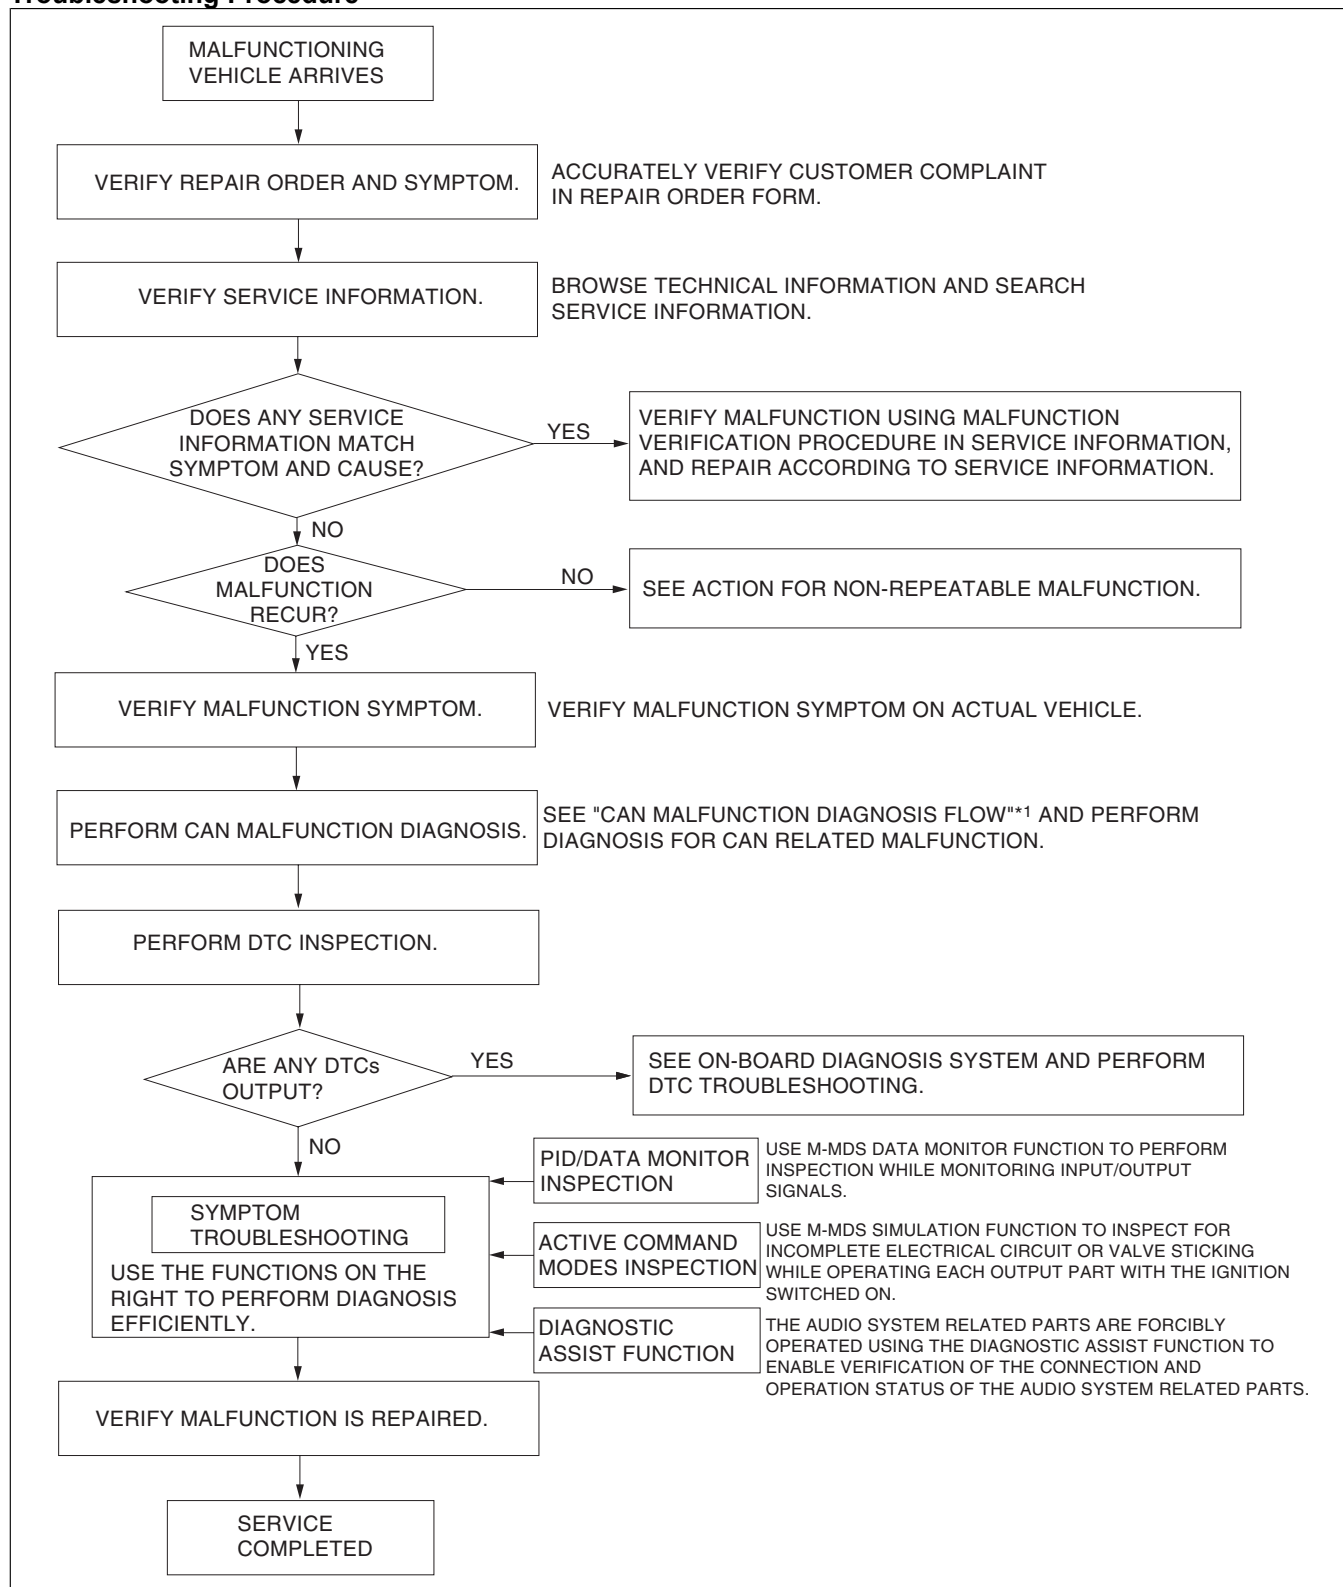 Troubleshooting Procedure
MALFUNCTIONING
VEHICLE ARRIVES
VERIFY REPAIR ORDER AND SYMPTOM.
ACCURATELY VERIFY CUSTOMER COMPLAINT
IN REPAIR ORDER FORM.
VERIFY SERVICE INFORMATION.
BROWSE TECHNICAL INFORMATION AND SEARCH
SERVICE INFORMATION.
DOES ANY SERVICE
INFORMATION MATCH
SYMPTOM AND CAUSE?
YES
VERIFY MALFUNCTION USING MALFUNCTION
VERIFICATION PROCEDURE IN SERVICE INFORMATION,
AND REPAIR ACCORDING TO SERVICE INFORMATION.
NO
DOES
MALFUNCTION
RECUR?
NO
SEE ACTION FOR NON-REPEATABLE MALFUNCTION.
YES
VERIFY MALFUNCTION SYMPTOM.
VERIFY MALFUNCTION SYMPTOM ON ACTUAL VEHICLE.
PERFORM CAN MALFUNCTION DIAGNOSIS.
SEE "CAN MALFUNCTION DIAGNOSIS FLOW"*1 AND PERFORM
DIAGNOSIS FOR CAN RELATED MALFUNCTION.
PERFORM DTC INSPECTION.
ARE ANY DTCs
OUTPUT?
YES
SEE ON-BOARD DIAGNOSIS SYSTEM AND PERFORM
DTC TROUBLESHOOTING.
NO
SYMPTOM
TROUBLESHOOTING
USE THE FUNCTIONS ON THE
RIGHT TO PERFORM DIAGNOSIS
EFFICIENTLY.
PID/DATA MONITOR
INSPECTION
USE M-MDS DATA MONITOR FUNCTION TO PERFORM
INSPECTION WHILE MONITORING INPUT/OUTPUT
SIGNALS.
ACTIVE COMMAND
MODES INSPECTION
USE M-MDS SIMULATION FUNCTION TO INSPECT FOR
INCOMPLETE ELECTRICAL CIRCUIT OR VALVE STICKING
WHILE OPERATING EACH OUTPUT PART WITH THE IGNITION
SWITCHED ON.
DIAGNOSTIC
ASSIST FUNCTION
THE AUDIO SYSTEM RELATED PARTS ARE FORCIBLY
OPERATED USING THE DIAGNOSTIC ASSIST FUNCTION TO
ENABLE VERIFICATION OF THE CONNECTION AND
OPERATION STATUS OF THE AUDIO SYSTEM RELATED PARTS.
VERIFY MALFUNCTION IS REPAIRED.
SERVICE
COMPLETED